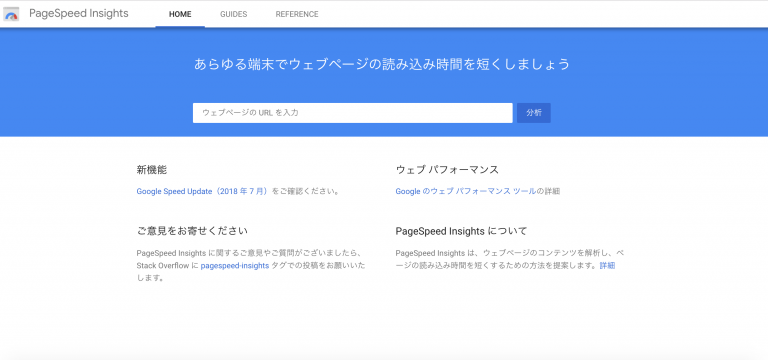 PageSpeed Insights
HOME
GUIDES
REFERENCE
あらゆる端末でウェブページの読み込み時間を短くしましょう
ウェブページの URL を入力
分析
新機能
Google Speed Update（2018 年 7 月）をご確認ください。
ウェブ パフォーマンス
Google のウェブ パフォーマンス ツールの詳細
ご意見をお寄せください
PageSpeed Insights に関するご意見やご質問がございましたら、
Stack Overflow に pagespeed-insights タグでの投稿をお願いいた
します。
PageSpeed Insights について
PageSpeed Insights は、ウェブページのコンテンツを解析し、ペ
ージの読み込み時間を短くするための方法を提案します。詳細